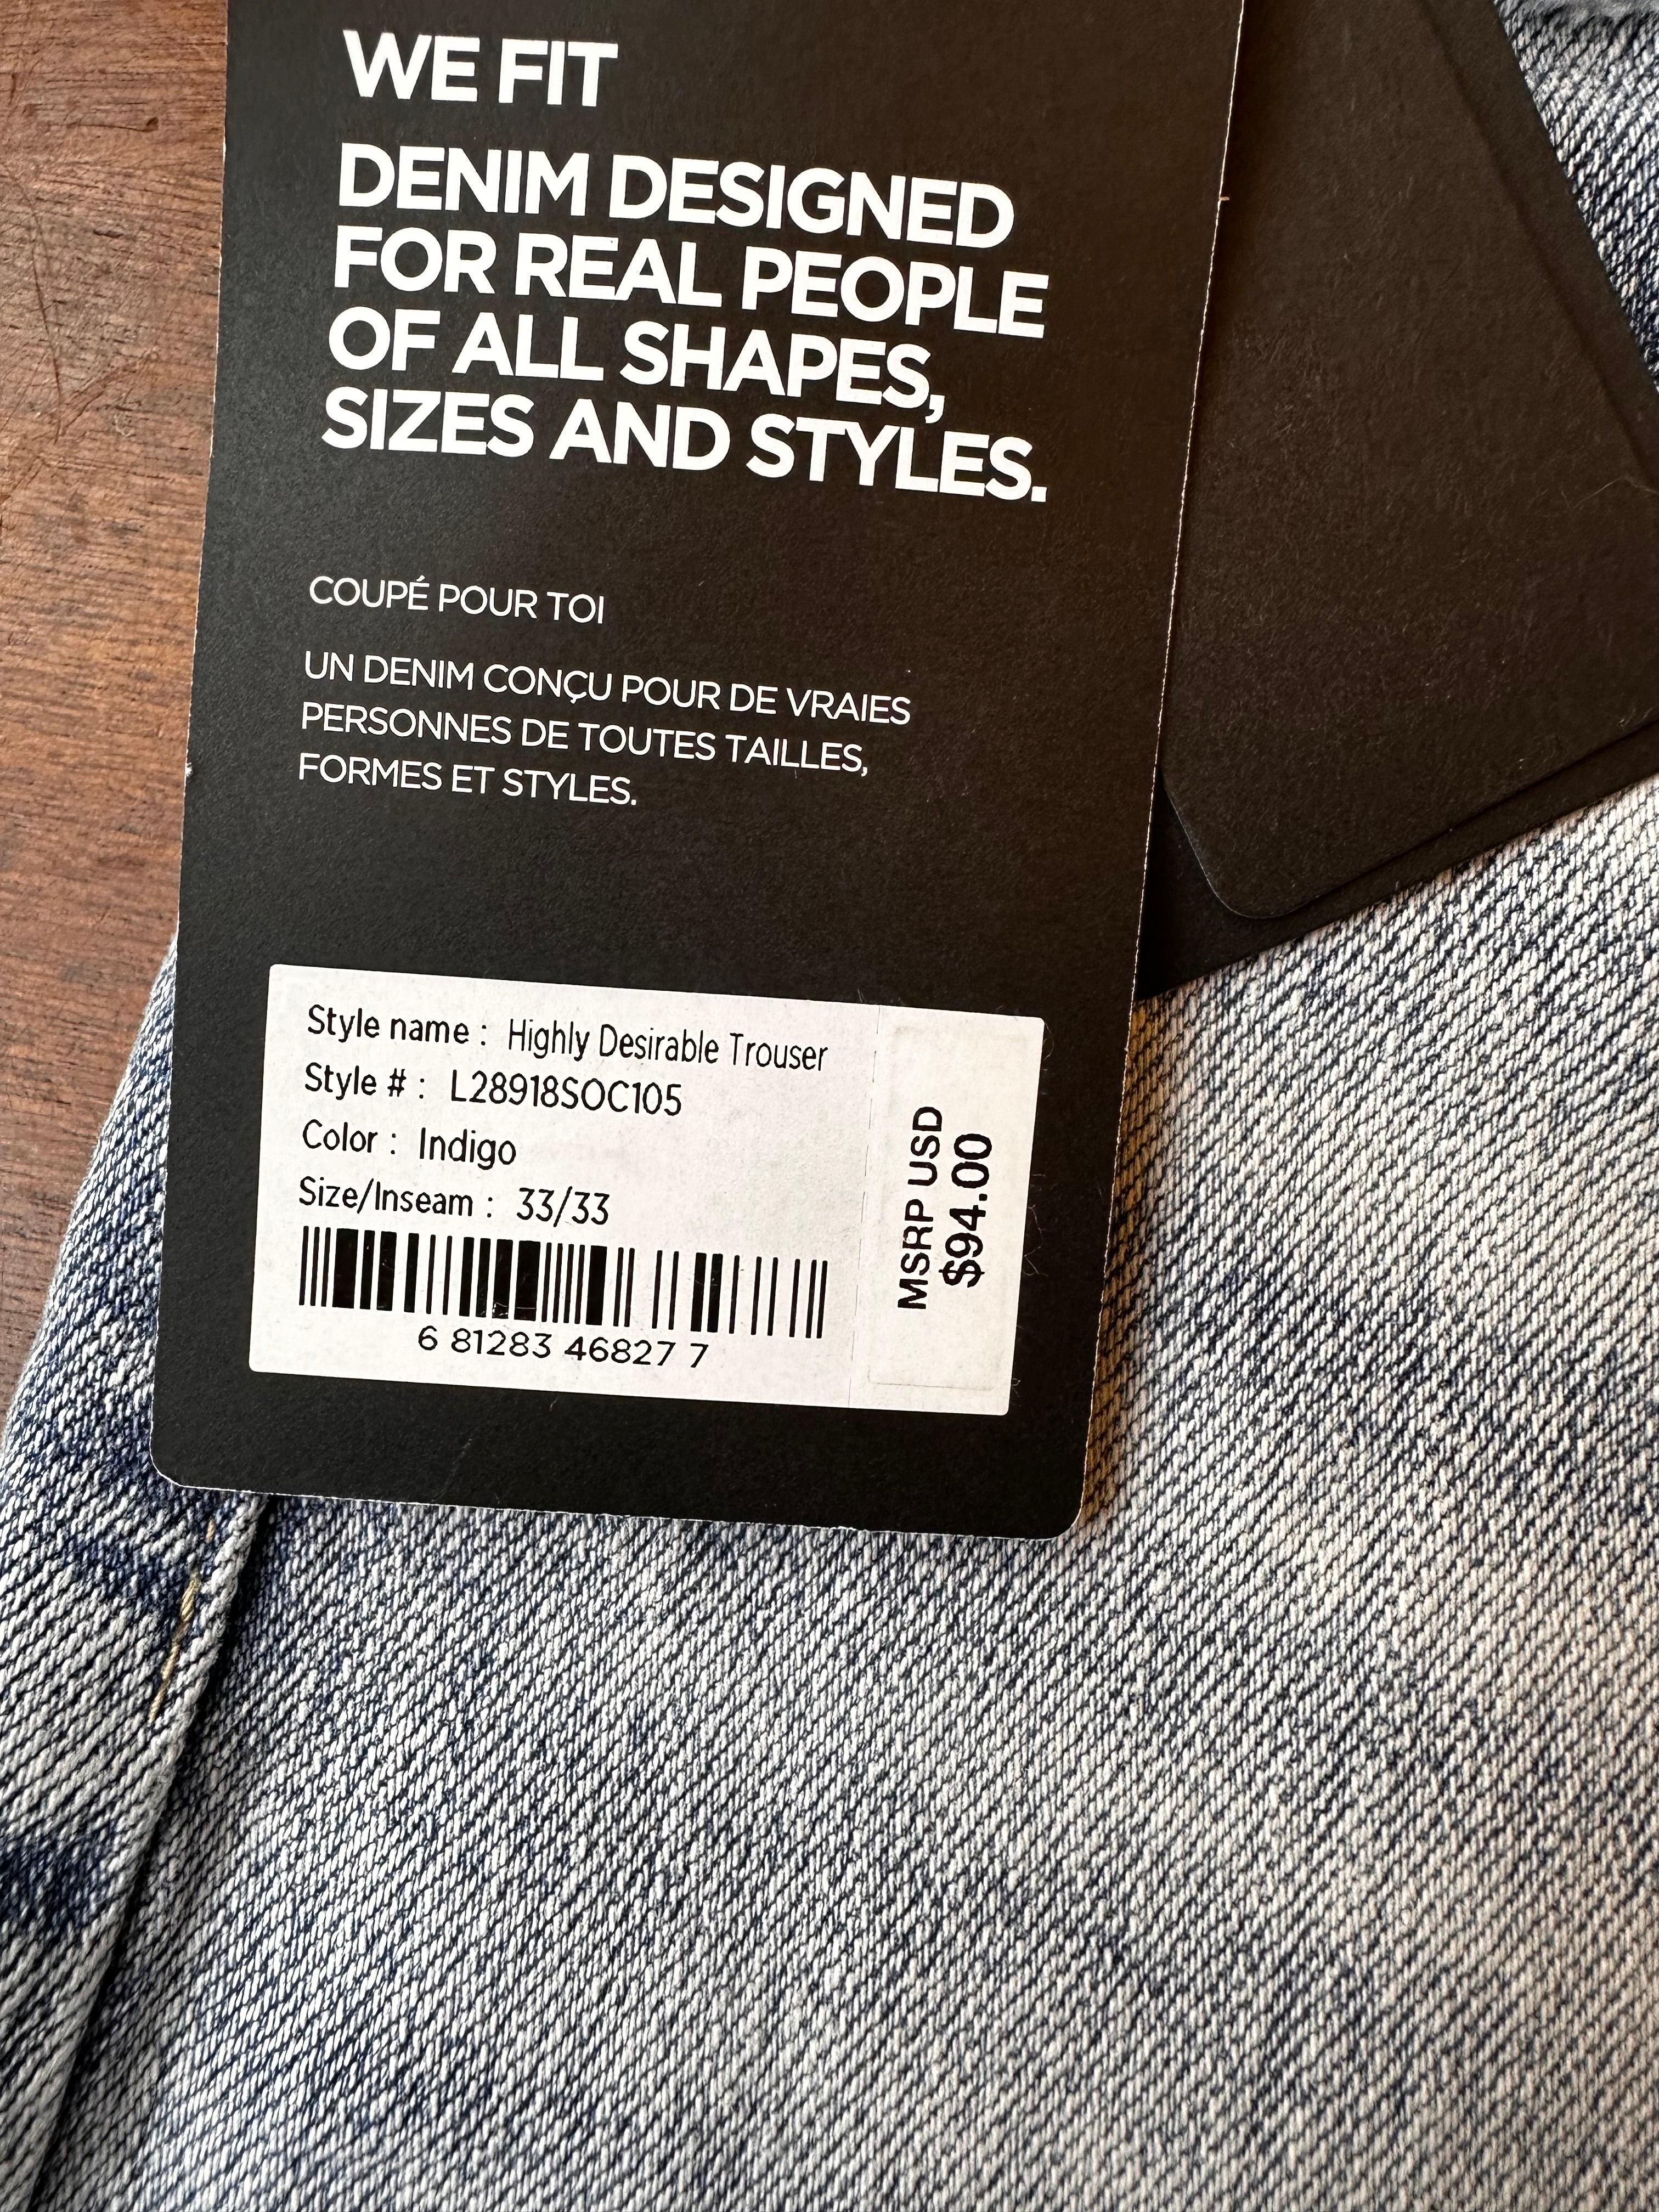 WE FIT
DENIM DESIGNED
FOR REAL PEOPLE
OF ALL SHAPES,
SIZES AND STYLES.
COUPÉ POUR TOI
UN DENIM CONÇU POUR DE VRAIES
PERSONNES DE TOUTES TAILLES,
FORMES ET STYLES.
Style name : Highly Desirable Trouser
Style # : L28918SOC105
Color : Indigo
Size/Inseam : 33/33
6 81283 46827 7
MSRP USD
$94.00